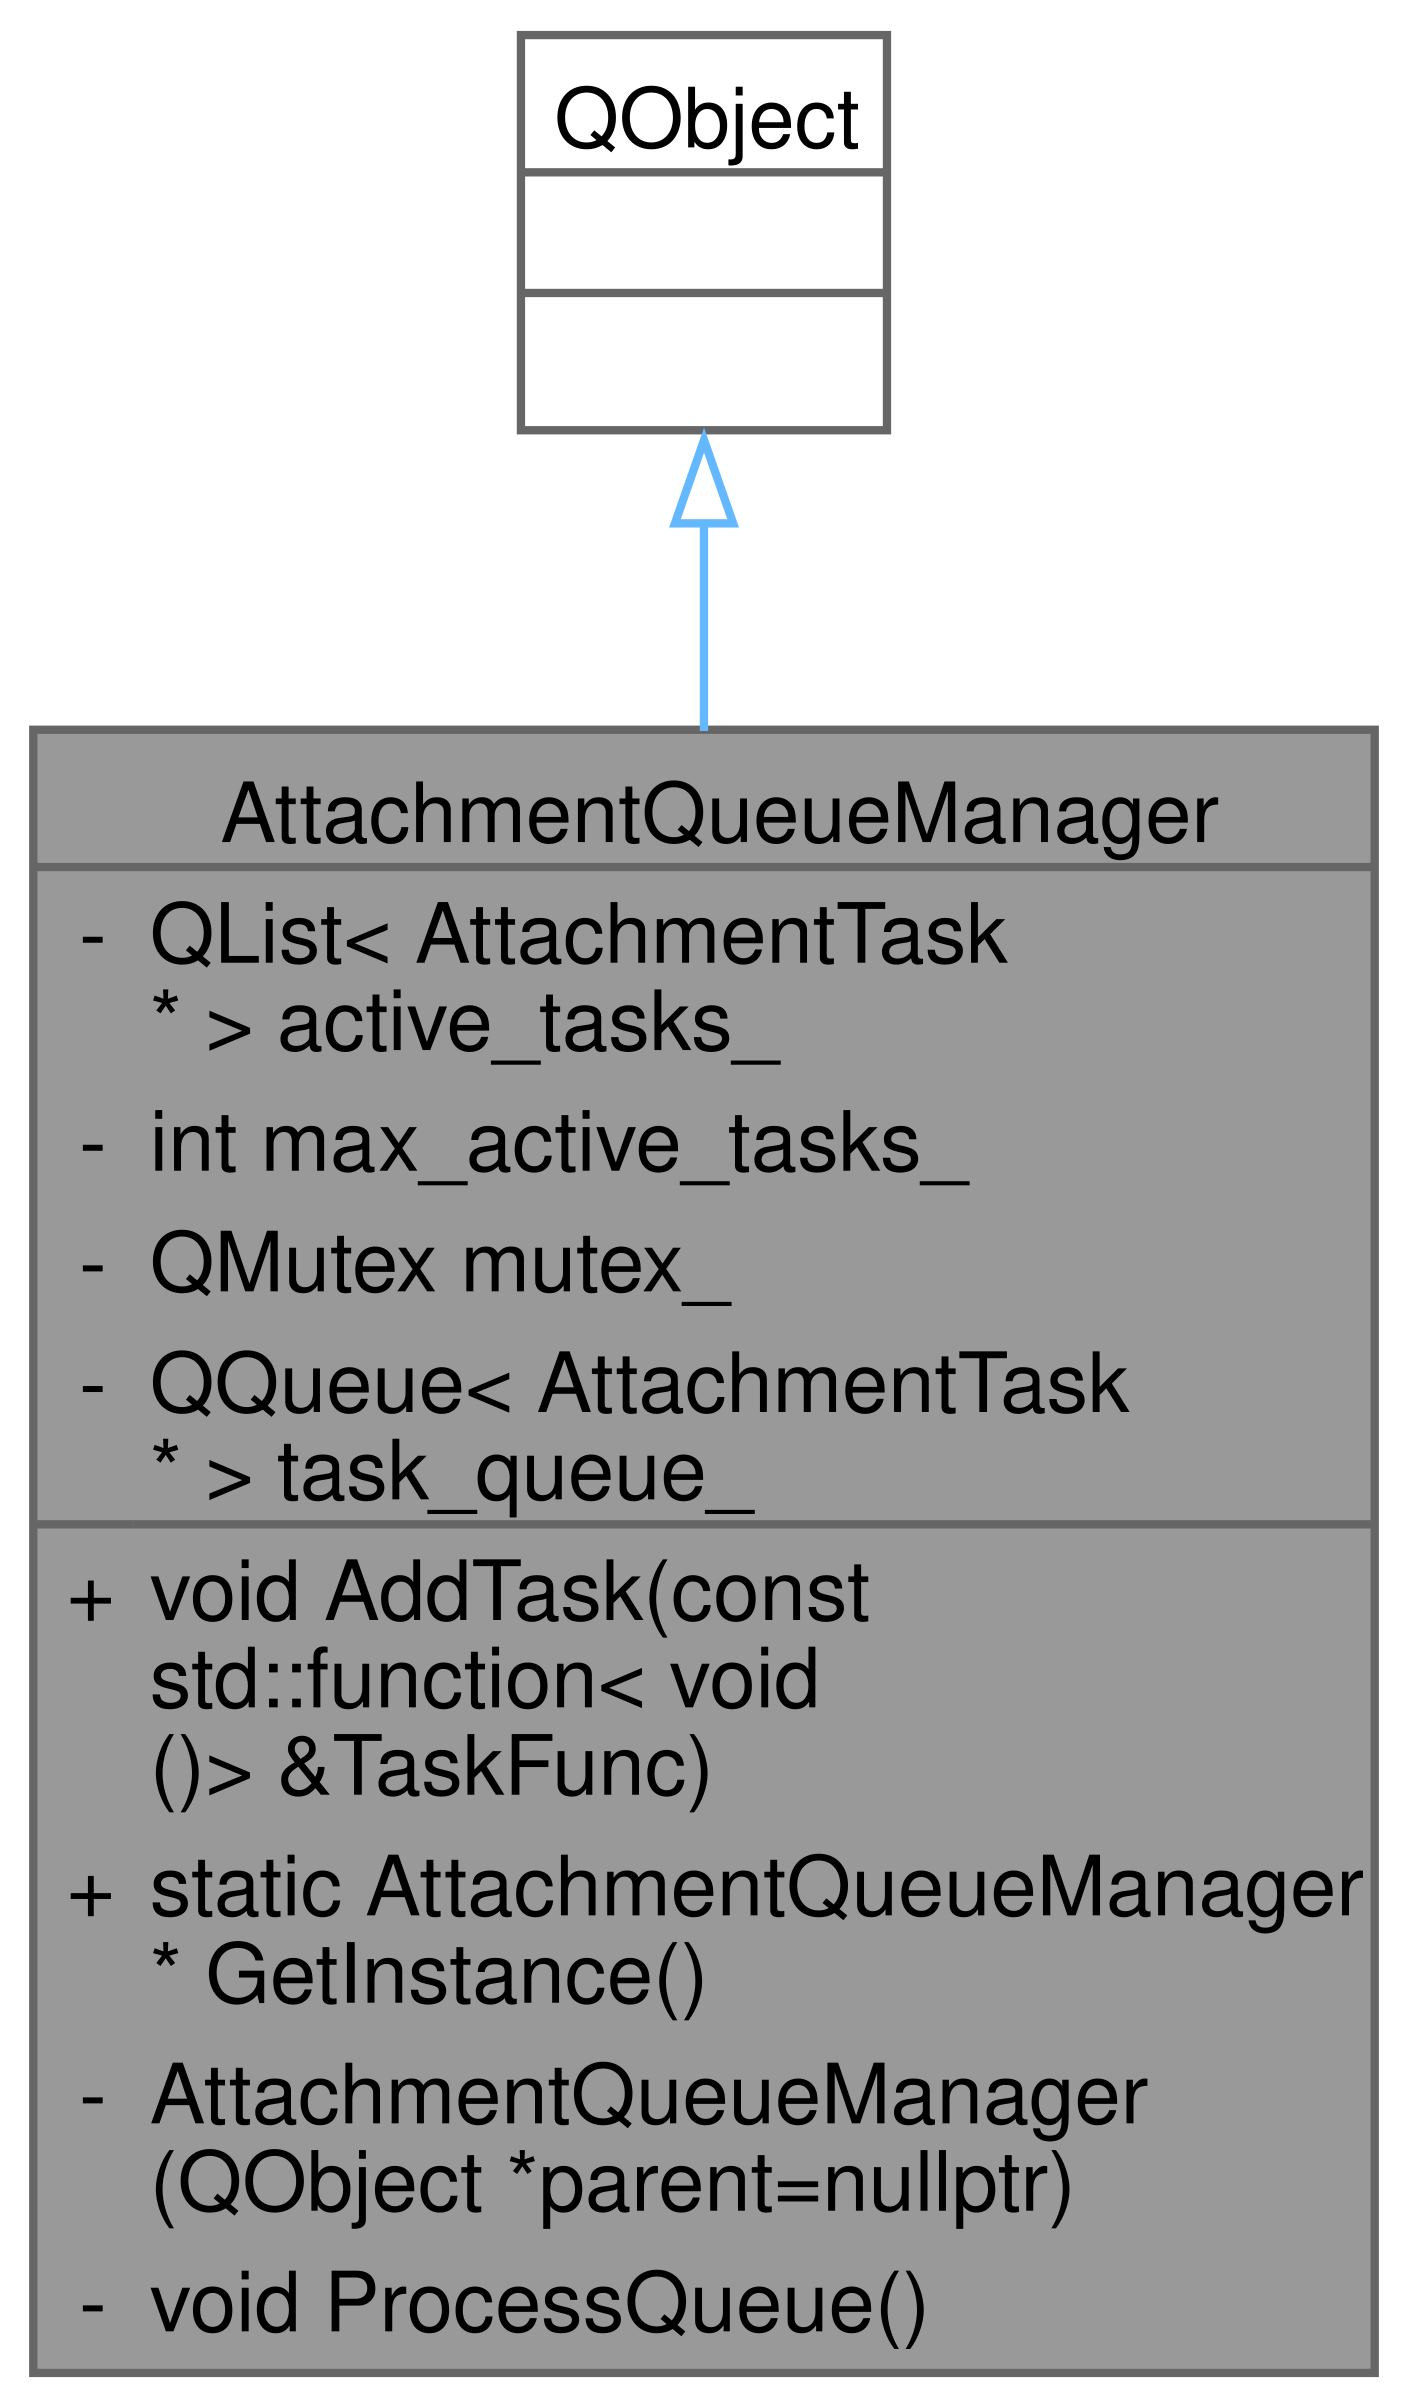 QObject
AttachmentQueueManager
- QList< AttachmentTask
* > active_tasks_
- int max_active_tasks_
- QMutex mutex_
- QQueue< AttachmentTask
* > task_queue_
+ void AddTask(const
std::function< void
()> &TaskFunc)
+ static AttachmentQueueManager
* GetInstance()
- AttachmentQueueManager
(QObject *parent=nullptr)
- void ProcessQueue()